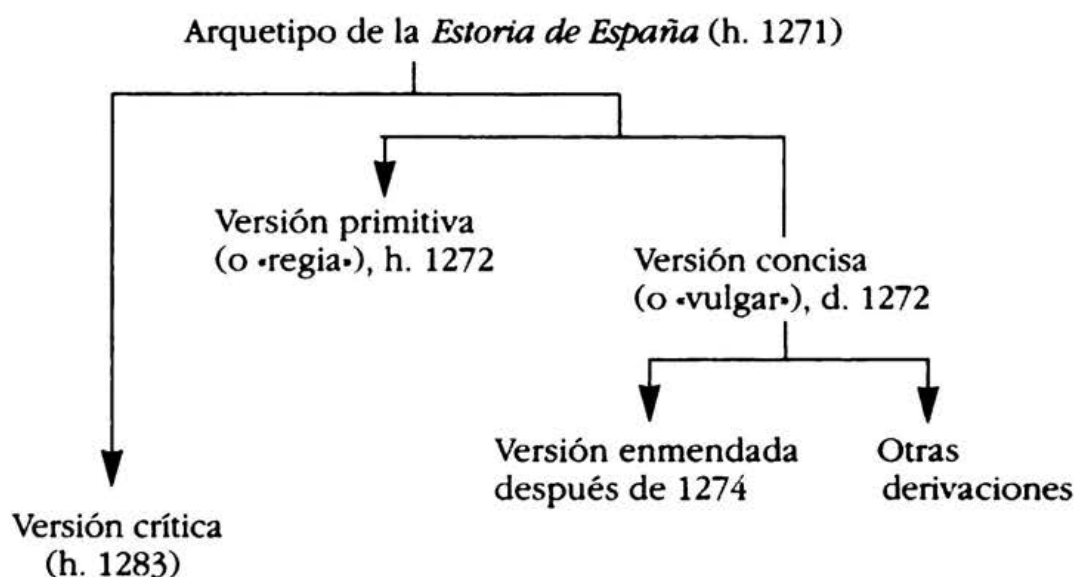 Arquetipo de la Estoria de España (h. 1271)
Versión primitiva
(o «regia»), h. 1272
Versión concisa
(o «vulgar»), d. 1272
Versión enmendada
después de 1274
Otras
derivaciones
Versión crítica
(h. 1283)